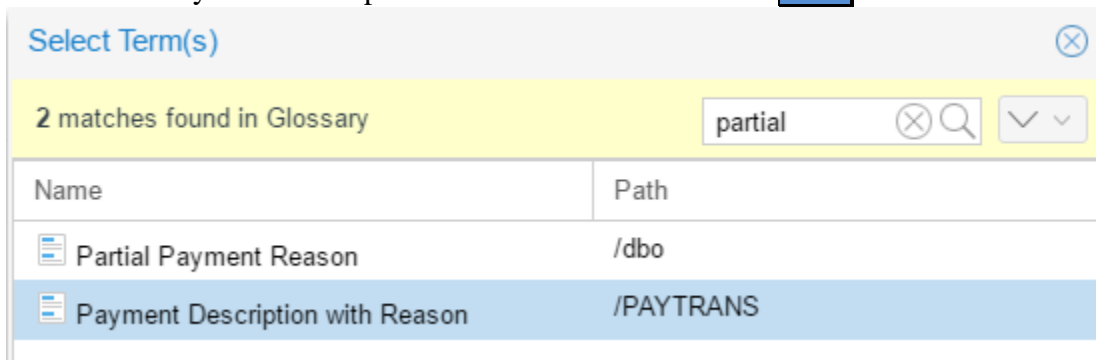 Select Term(s)
2 matches found in Glossary partial
Name Path
Partial Payment Reason /dbo
Payment Description with Reason /PAYTRANS